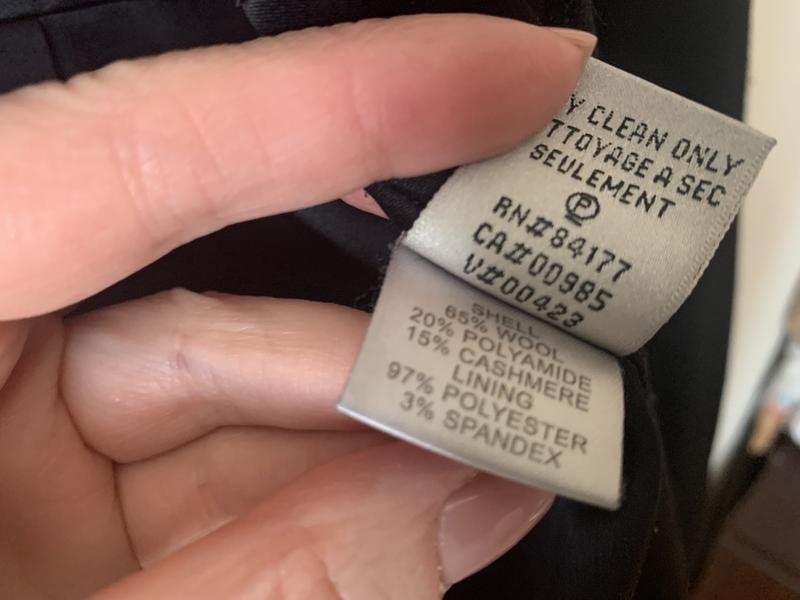 Y CLEAN ONLY
TTOYAGE A SEC
SEULEMENT
P
RN#84177
CA#00985
V#00423
SHELL
65% WOOL
20% POLYAMIDE
15% CASHMERE
LINING
97% POLYESTER
3% SPANDEX